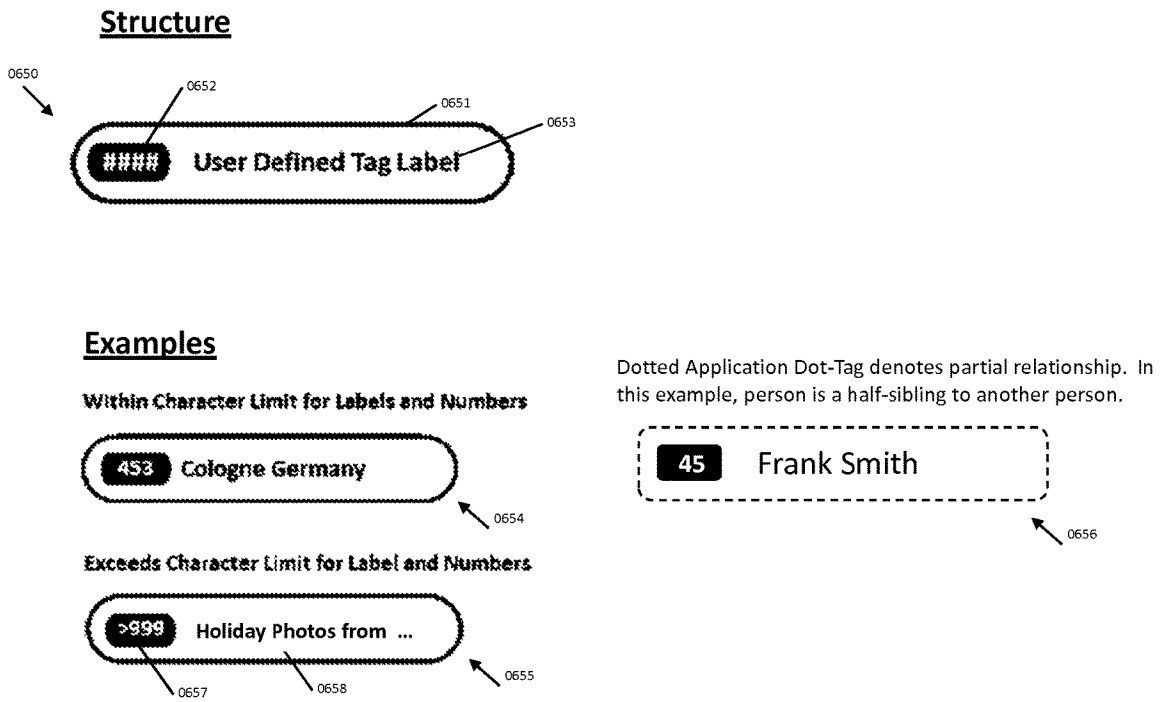 Structure
0650
0652
0651
0653
#### User Defined Tag Label
Examples
Within Character Limit for Labels and Numbers
453 Cologne Germany
0654
Exceeds Character Limit for Label and Numbers
>999 Holiday Photos from ...
0655
0657
0658
Dotted Application Dot-Tag denotes partial relationship. In
this example, person is a half-sibling to another person.
45 Frank Smith
0656